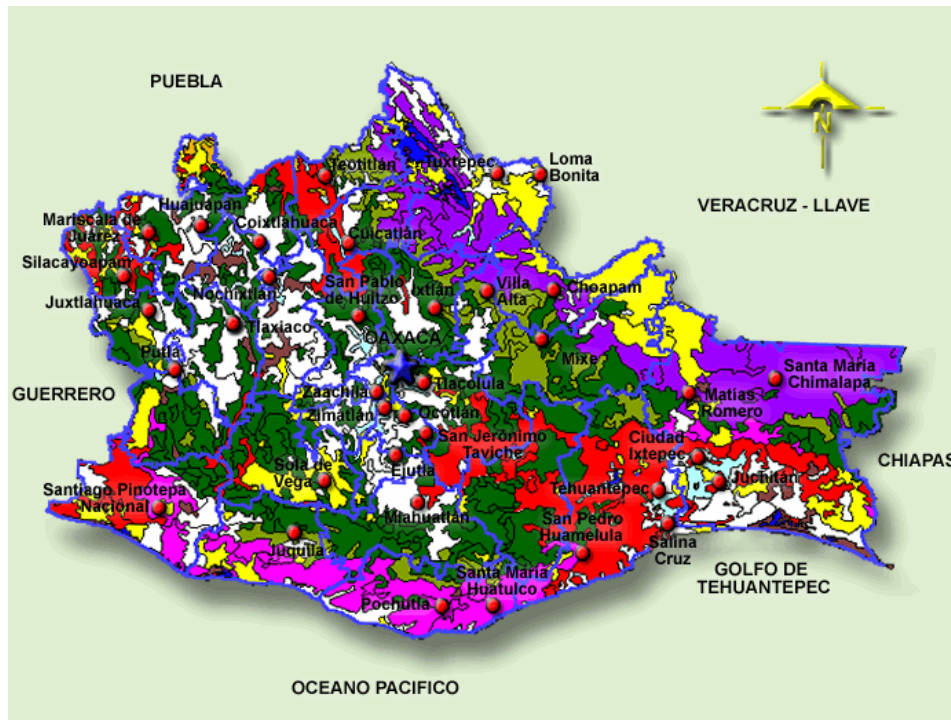 PUEBLA
N
VERACRUZ - LLAVE
Teotitlán
Tuxtepec
Loma
Bonita
Huajuapan
Mariscala de
Juárez
Coixtlahuaca
Cuicatlán
Silacayoapam
Nochixtlán
San Pablo
de Huitzo
Ixtlán
Villa
Alta
Choapam
Juxtlahuaca
Tlaxiaco
OAXACA
Mixe
Putla
GUERRERO
Zaachila
Tlacolula
Santa María
Chimalapa
Matías
Romero
Zimatlán
Ocotlán
San Jerónimo
Taviche
Ciudad
Ixtepec
CHIAPAS
Sola de
Vega
Ejutla
Juchitán
Tehuantepec
Santiago Pinotepa
Nacional
Miahuatlán
San Pedro
Huamelula
Salina
Cruz
Juquila
GOLFO DE
TEHUANTEPEC
Santa María
Huatulco
Pochutla
OCEANO PACIFICO